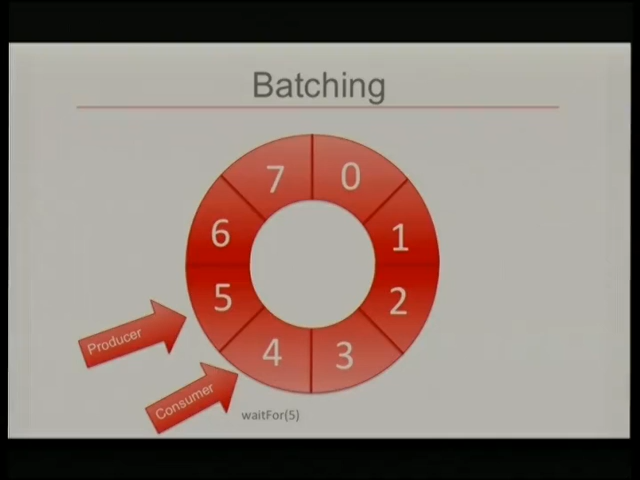 Batching
7 0
6 1
5 2
4 3
Producer
Consumer
waitFor(5)